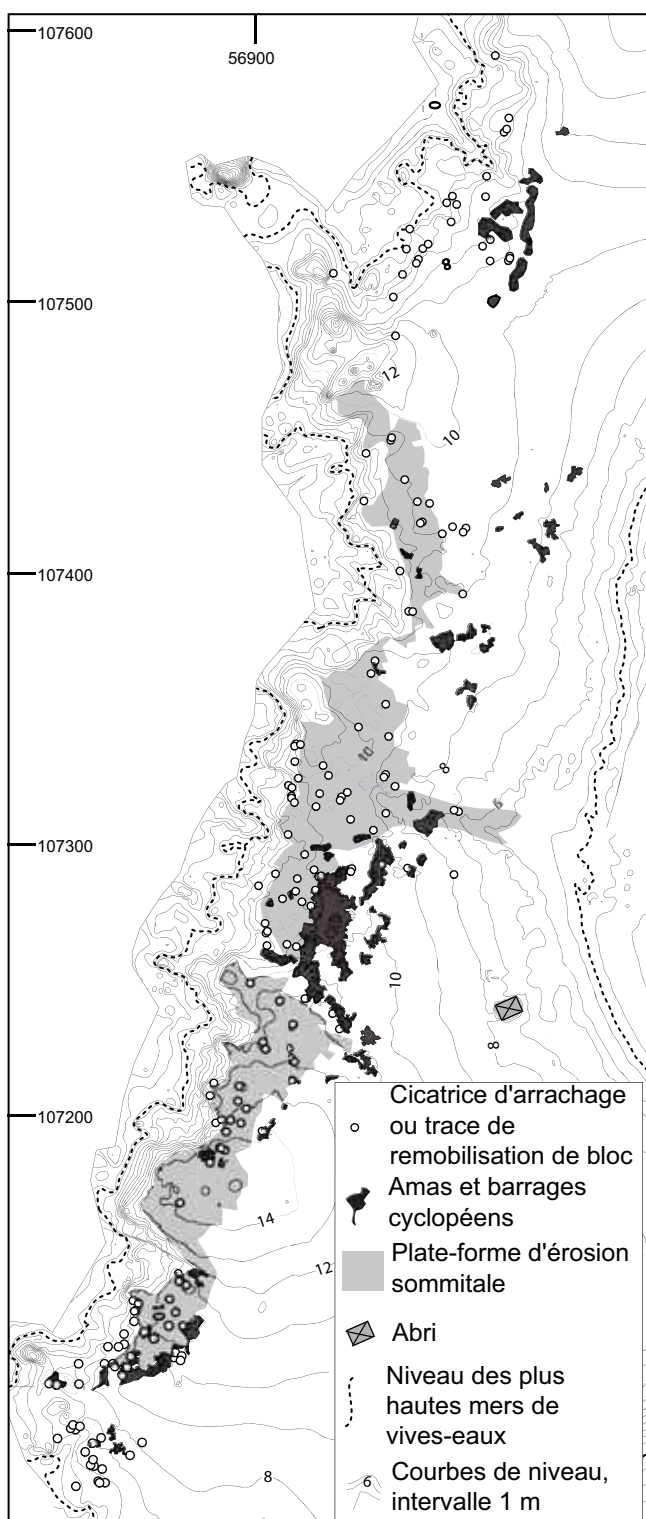 107600
56900
0
8
107500
12
10
107400
10
8
6
107300
10
8
107200
14
12
10
8
Cicatrice d'arrachage
ou trace de
remobilisation de bloc
Amas et barrages
cyclopéens
Plate-forme d'érosion
sommitale
Abri
Niveau des plus
hautes mers de
vives-eaux
6
Courbes de niveau,
intervalle 1 m